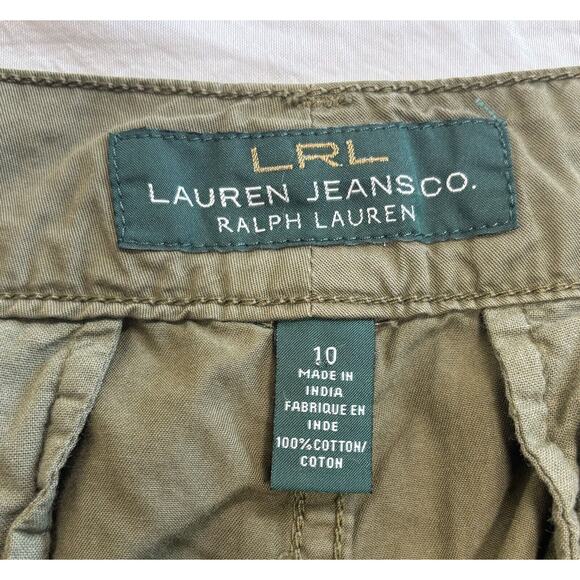 LRL
LAUREN JEANS CO.
RALPH LAUREN
10
MADE IN
INDIA
FABRIQUE EN
INDE
100% COTTON/
COTON